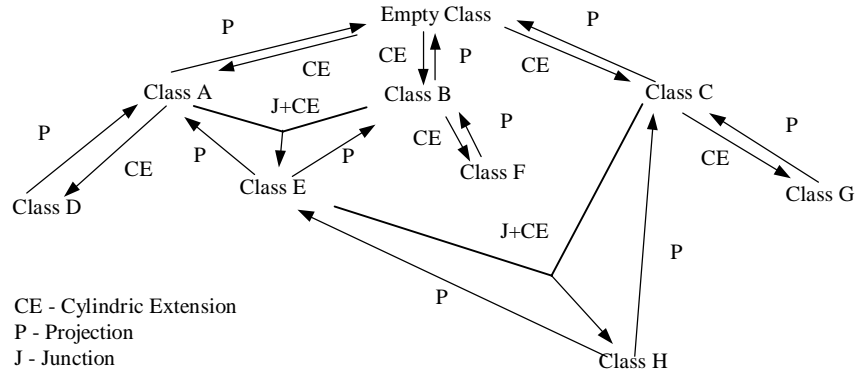 Empty Class
P
CE
CE
P
P
CE
Class A
Class B
Class C
J+CE
P
CE
P
P
CE
P
P
CE
Class D
Class E
Class F
Class G
J+CE
P
P
CE - Cylindric Extension
P - Projection
J - Junction
Class H